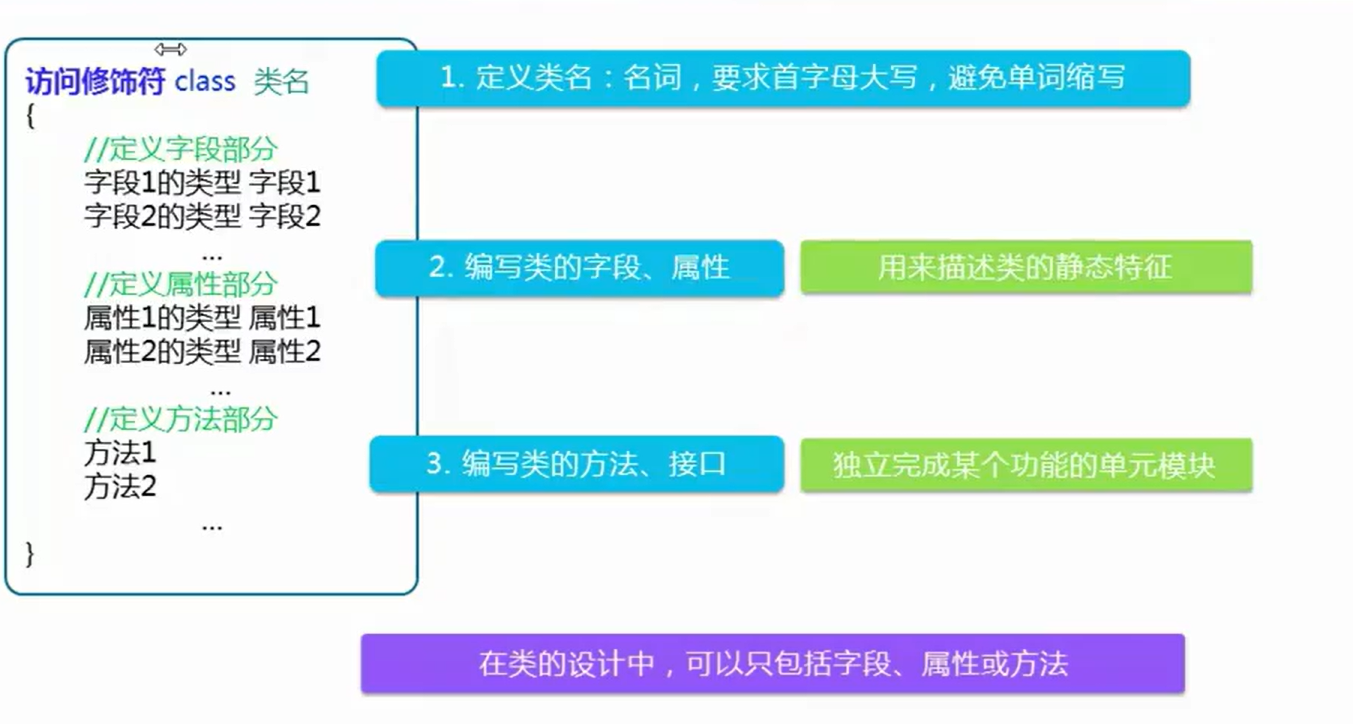 访问修饰符 class 类名
{
//定义字段部分
字段1的类型 字段1
字段2的类型 字段2
...
//定义属性部分
属性1的类型 属性1
属性2的类型 属性2
...
//定义方法部分
方法1
方法2
...
}
1. 定义类名：名词，要求首字母大写，避免单词缩写
2. 编写类的字段、属性
用来描述类的静态特征
3. 编写类的方法、接口
独立完成某个功能的单元模块
在类的设计中，可以只包括字段、属性或方法